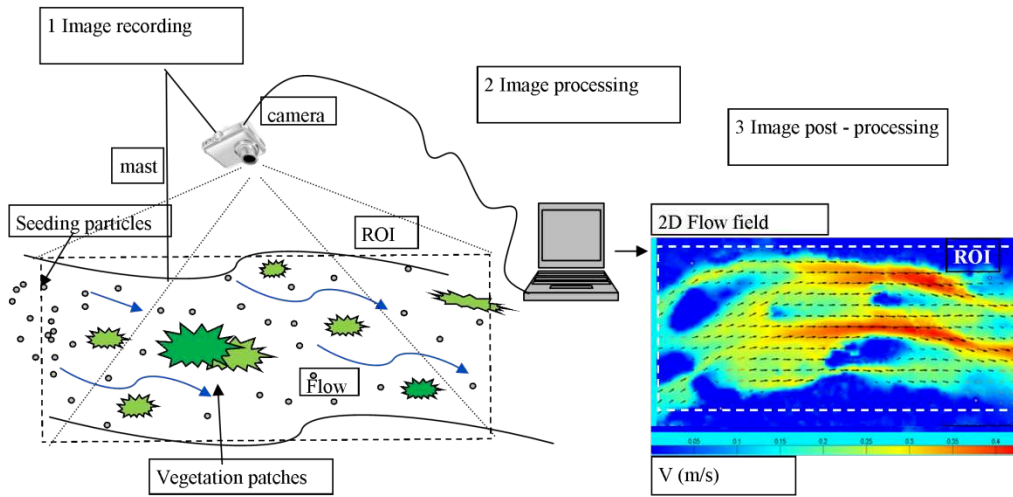 1 Image recording
2 Image processing
camera
3 Image post - processing
mast
Seeding particles
ROI
2D Flow field
ROI
Flow
0.05 0.1 0.15 0.2 0.25 0.3 0.35 0.4
Vegetation patches
V (m/s)